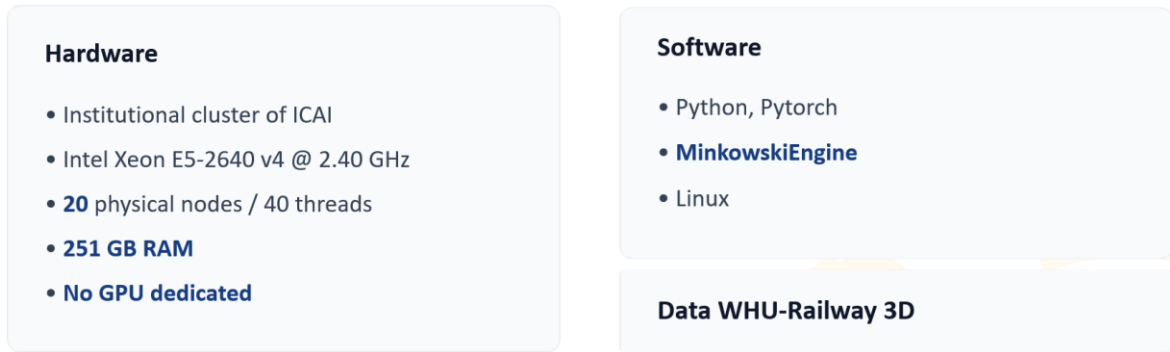 Hardware
• Institutional cluster of ICAI
• Intel Xeon E5-2640 v4 @ 2.40 GHz
• 20 physical nodes / 40 threads
• 251 GB RAM
• No GPU dedicated
Software
• Python, Pytorch
• MinkowskiEngine
• Linux
Data WHU-Railway 3D